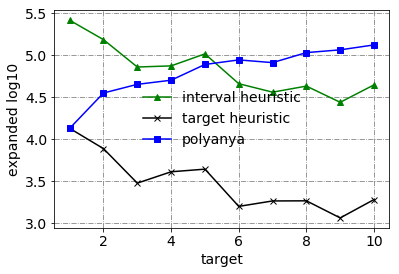 5.5
5.0
4.5
4.0
3.5
3.0
expanded log10
interval heuristic
target heuristic
polyanya
2 4 6 8 10
target